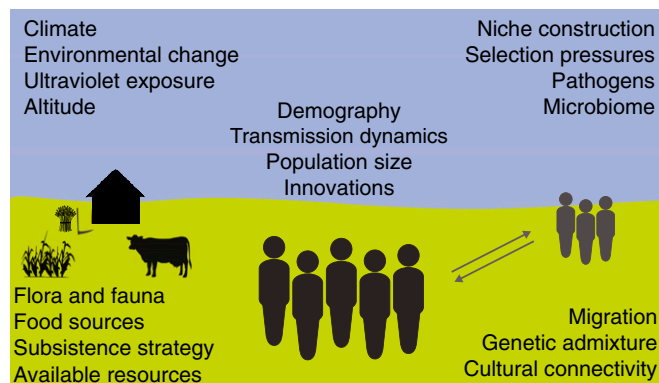 Climate
Environmental change
Ultraviolet exposure
Altitude
Niche construction
Selection pressures
Pathogens
Microbiome
Demography
Transmission dynamics
Population size
Innovations
Flora and fauna
Food sources
Subsistence strategy
Available resources
Migration
Genetic admixture
Cultural connectivity